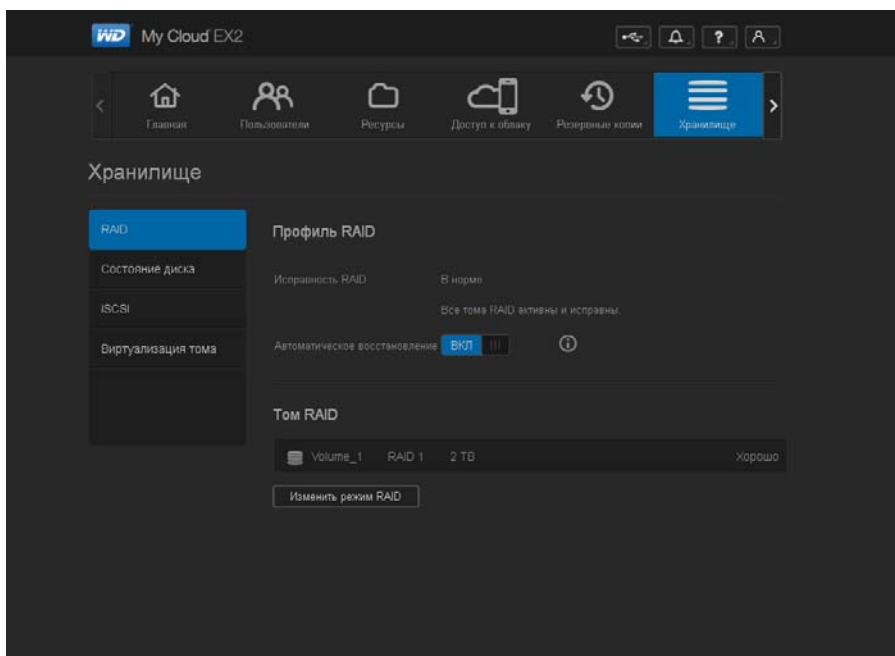 WD My Cloud EX2
?
Главная
Пользователи
Ресурсы
Доступ к облаку
Резервные копии
Хранилище
Хранилище
RAID
Состояние диска
iSCSI
Виртуализация тома
Профиль RAID
Исправность RAID В норме
Все тома RAID активны и исправны.
Автоматическое восстановление ВКЛ
Том RAID
Volume_1 RAID 1 2 TB Хорошо
Изменить режим RAID